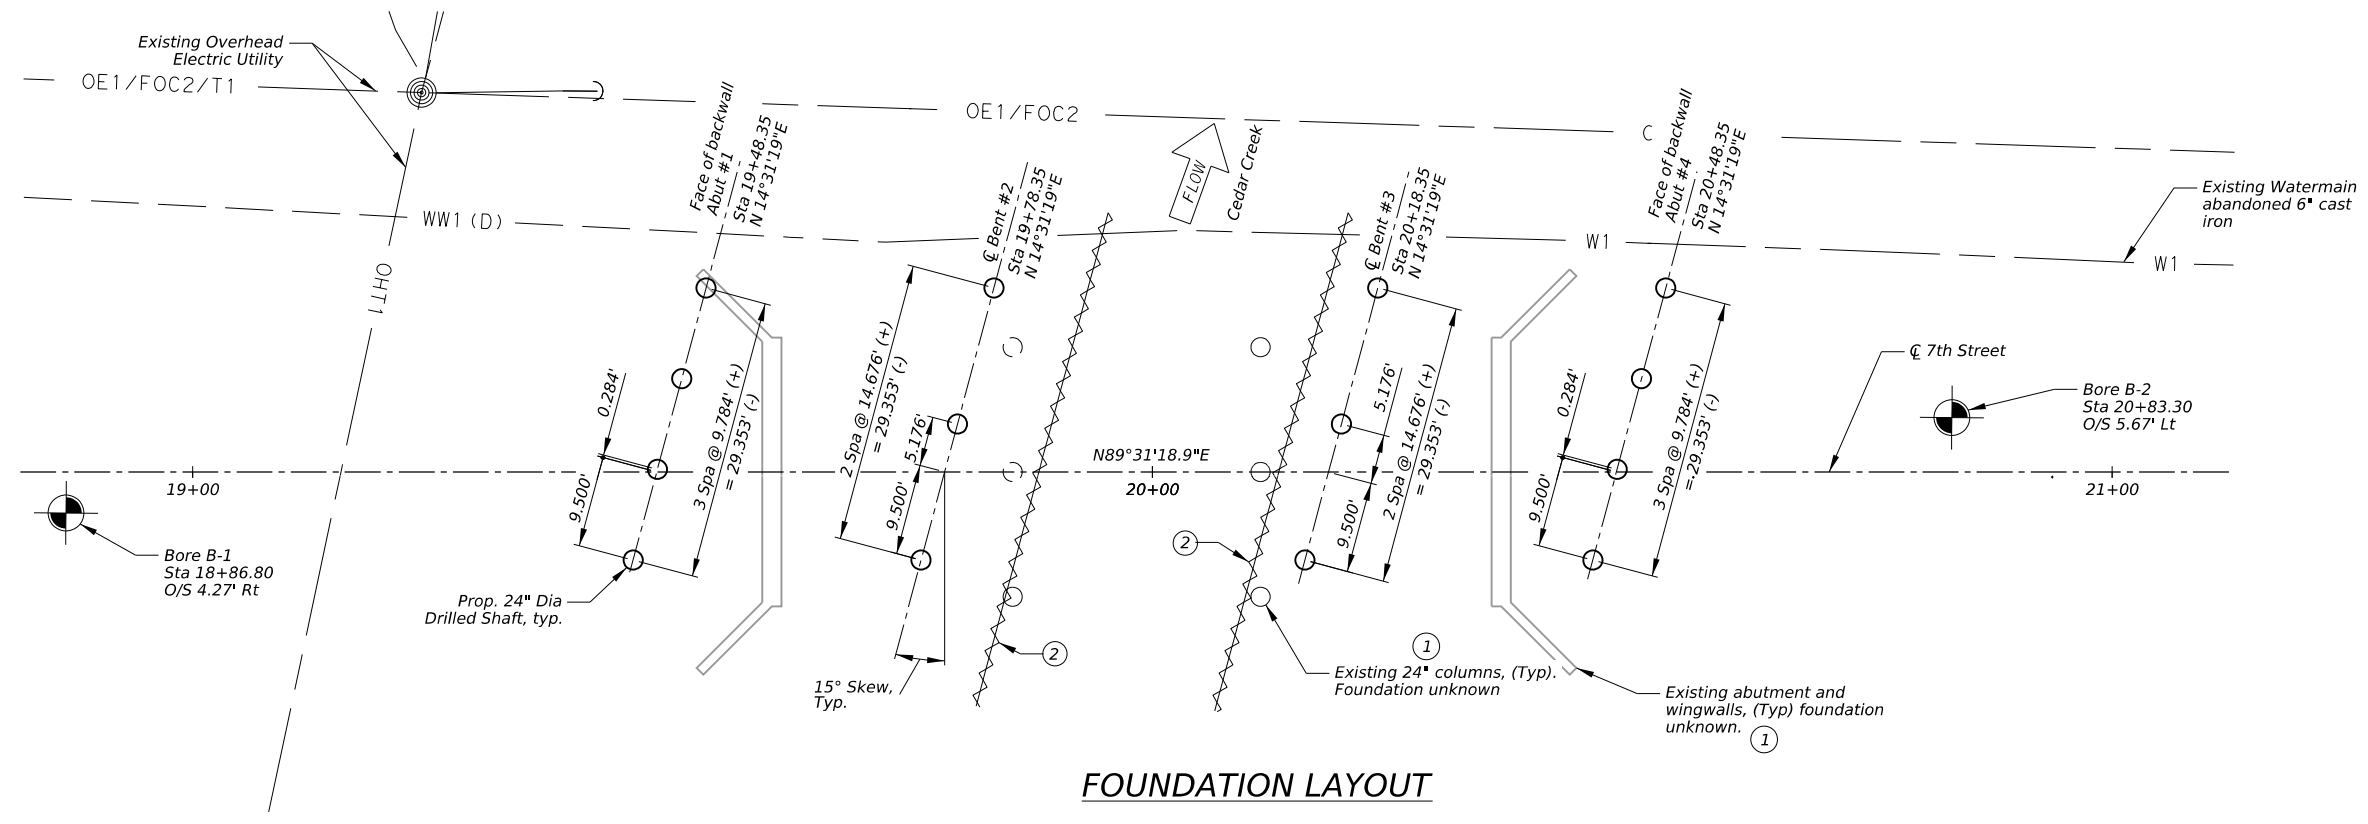 Existing Overhead
Electric Utility
OE1/FOC2/T1
OE1/FOC2
Face of backwall
Abut #1
Sta 19+48.35
N 14°31'19"E
FLOW
Cedar Creek
Face of backwall
Abut #4
Sta 20+48.35
N 14°31'19"E
Existing Watermain
abandoned 6" cast
iron
WW1 (D)
W1
W1
OHT1
℄ Bent #2
Sta 19+78.35
N 14°31'19"E
℄ Bent #3
Sta 20+18.35
N 14°31'19"E
0.284'
9.500'
3 Spa @ 9.784' (+)
= 29.353' (-)
2 Spa @ 14.676' (+)
= 29.353' (-)
5.176'
9.500'
5.176'
9.500'
2 Spa @ 14.676' (+)
= 29.353' (-)
0.284'
9.500'
3 Spa @ 9.784' (+)
= 29.353' (-)
℄ 7th Street
Bore B-2
Sta 20+83.30
O/S 5.67' Lt
N89°31'18.9"E
19+00
20+00
21+00
Bore B-1
Sta 18+86.80
O/S 4.27' Rt
Prop. 24" Dia
Drilled Shaft, typ.
15° Skew,
Typ.
2
2
1
Existing 24" columns, (Typ).
Foundation unknown
Existing abutment and
wingwalls, (Typ) foundation
unknown.
1
FOUNDATION LAYOUT